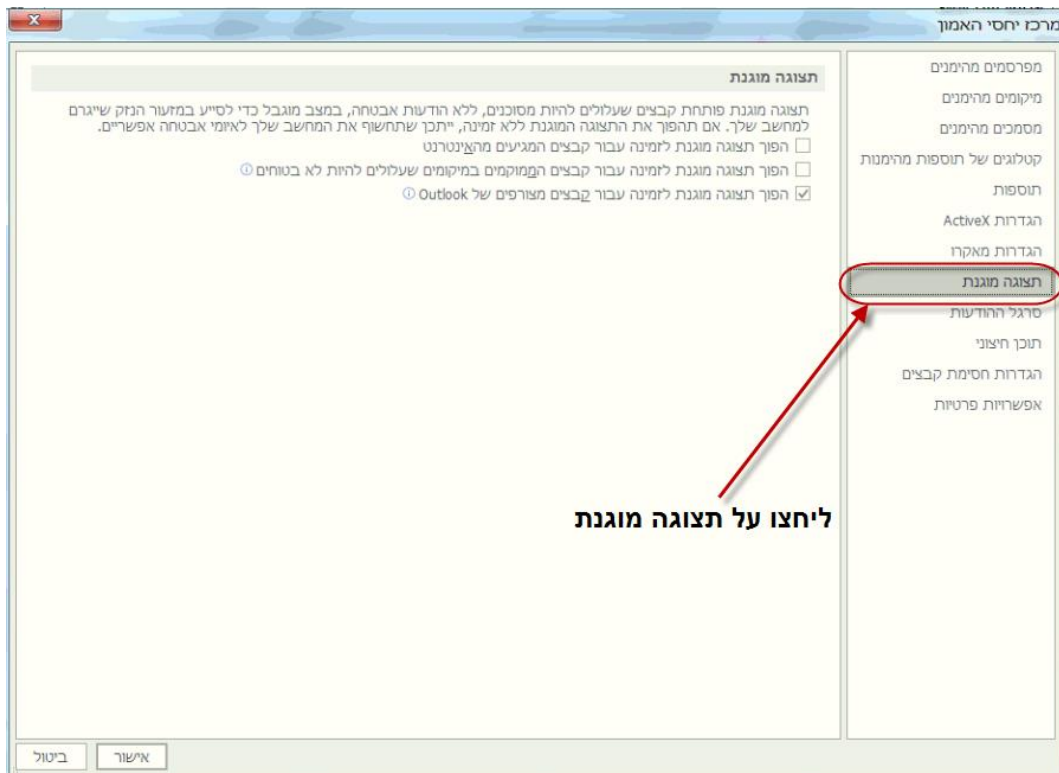 מרכז יחסי האמון
מפרסמים מהימנים
מיקומים מהימנים
מסמכים מהימנים
קטלוגים של תוספות מהימנות
תוספות
הגדרות ActiveX
הגדרות מאקרו
תצוגה מוגנת
סרגל ההודעות
תוכן חיצוני
הגדרות חסימת קבצים
אפשרויות פרטיות
תצוגה מוגנת
תצוגה מוגנת פותחת קבצים שעלולים להיות מסוכנים, ללא הודעות אבטחה, במצב מוגבל כדי לסייע במזעור הנזק שייגרם
למחשב שלך. אם תהפוך את התצוגה המוגנת ללא זמינה, ייתכן שתחשוף את המחשב שלך לאיומי אבטחה אפשריים.
הפוך תצוגה מוגנת לזמינה עבור קבצים המגיעים מהאינטרנט
הפוך תצוגה מוגנת לזמינה עבור קבצים הממוקמים במיקומים שעלולים להיות לא בטוחים
הפוך תצוגה מוגנת לזמינה עבור קבצים מצורפים של Outlook
ליחצו על תצוגה מוגנת
אישור
ביטול